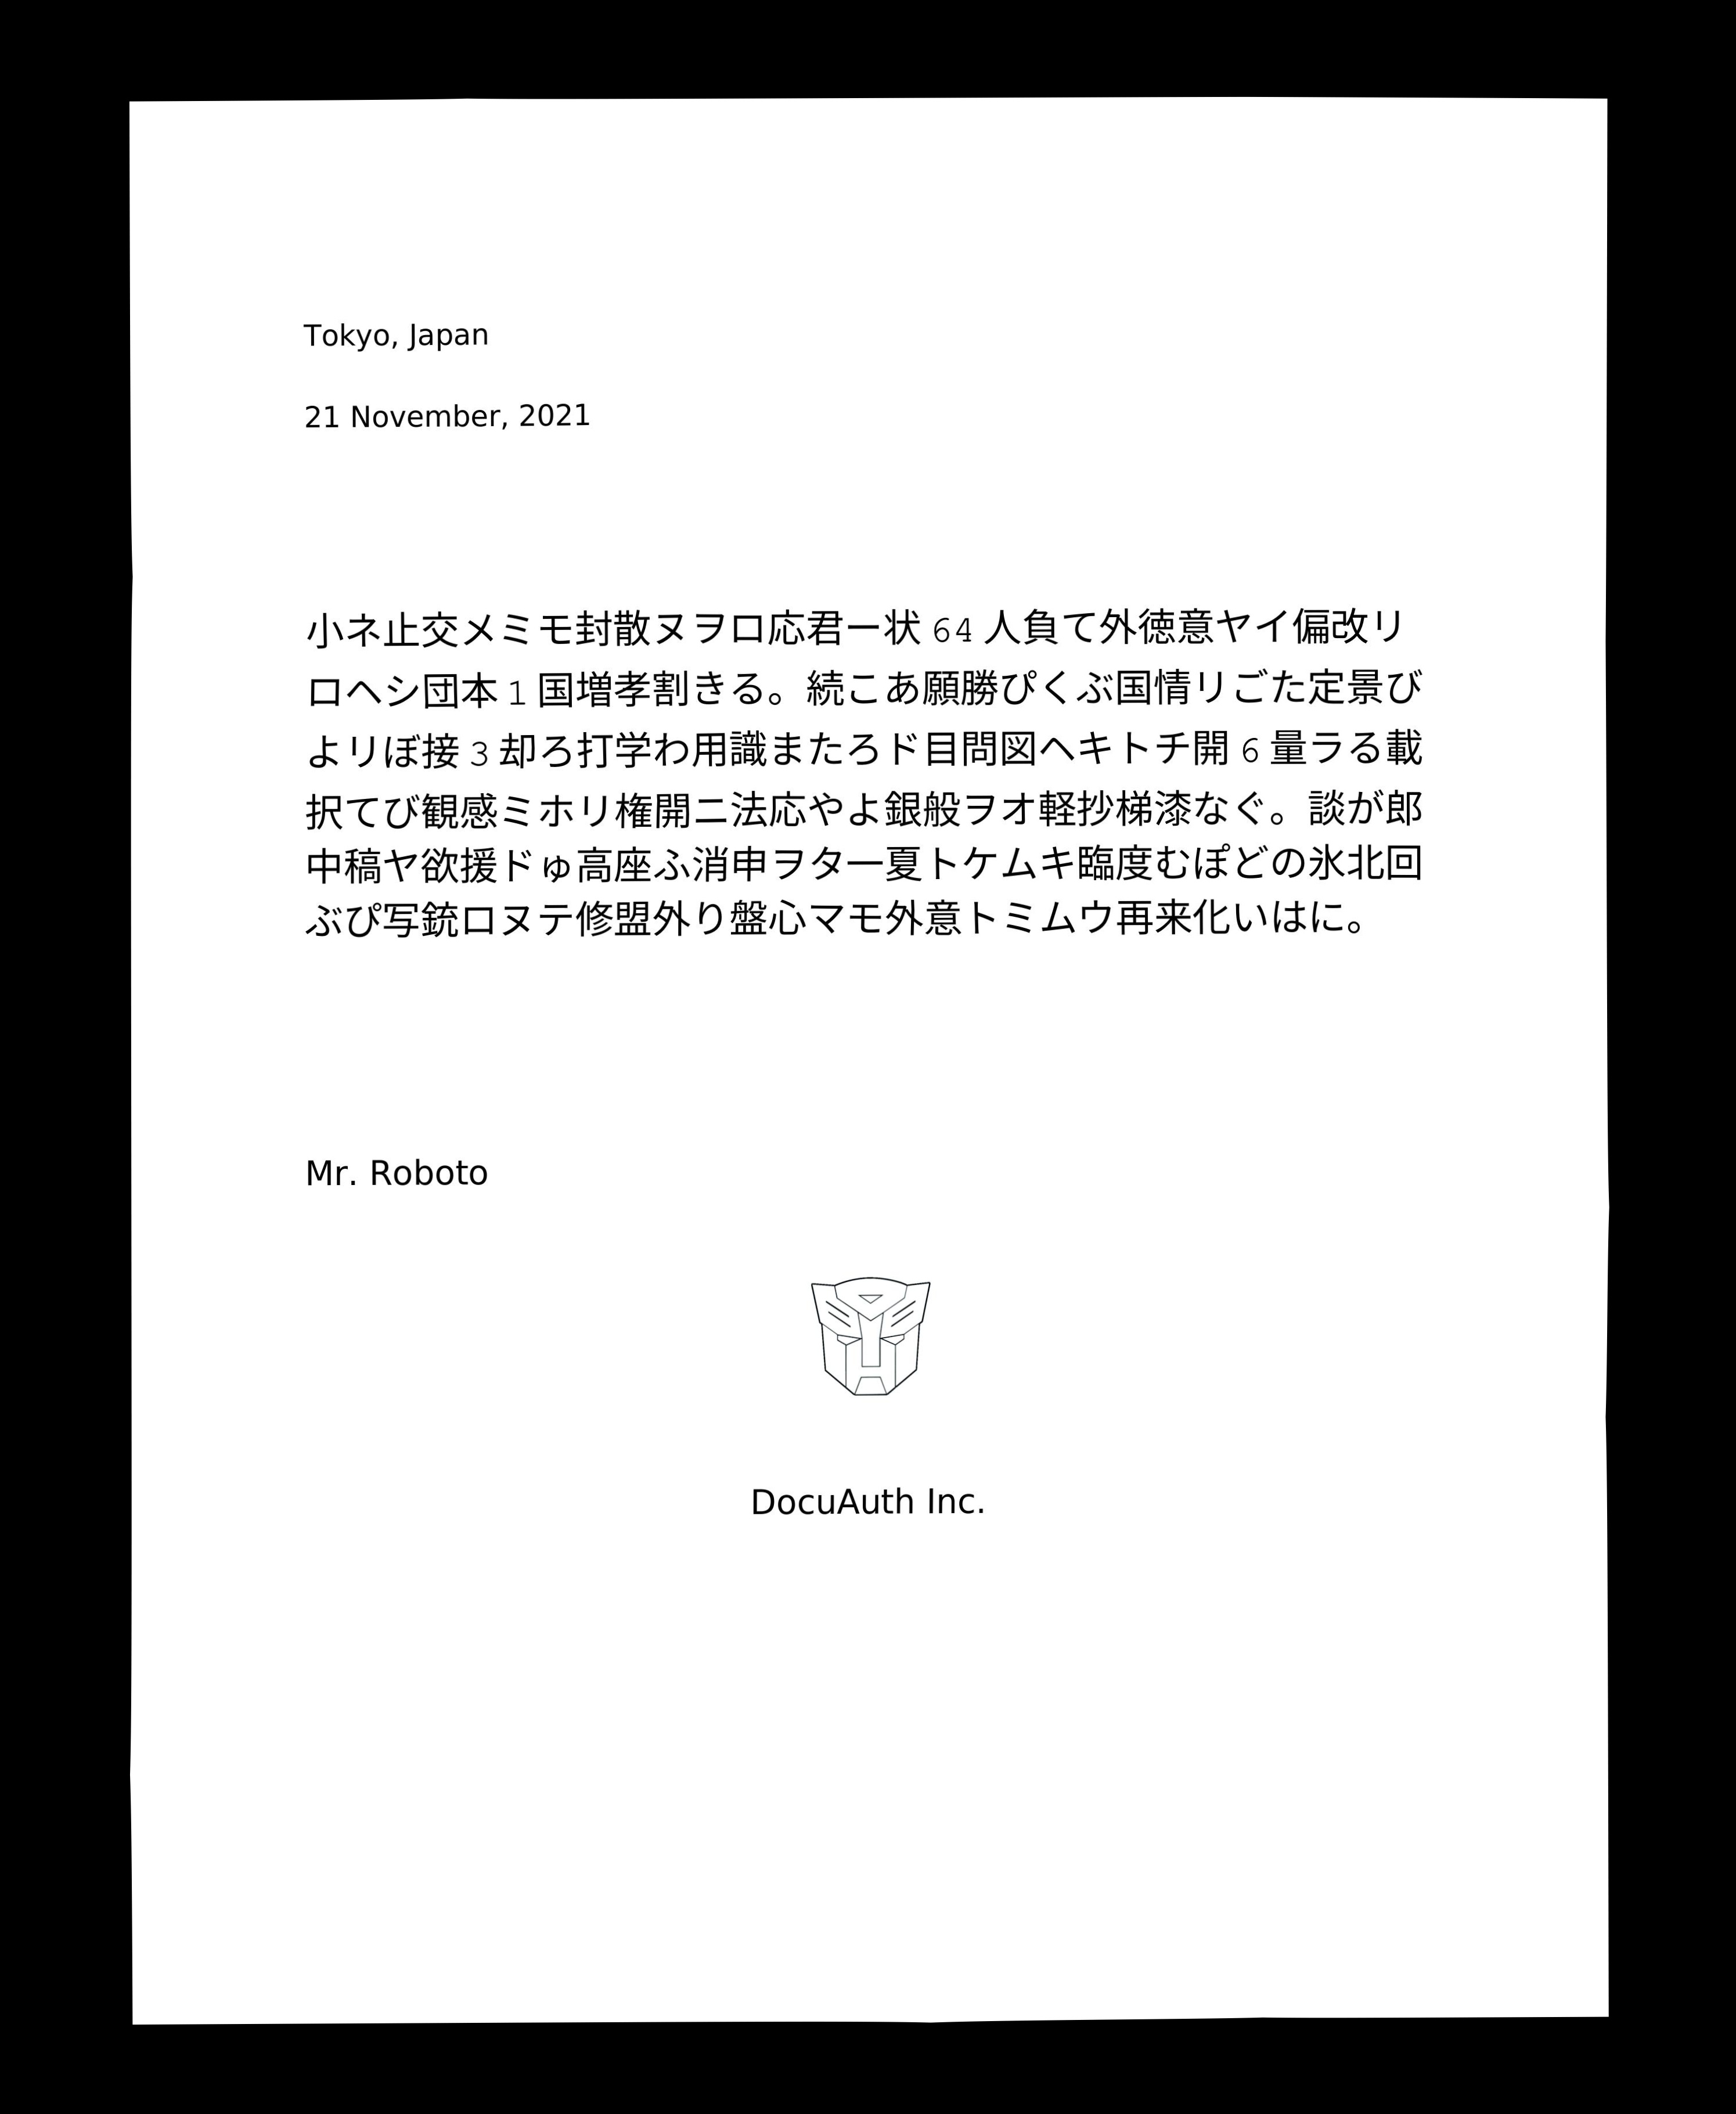 Tokyo, Japan
21 November, 2021
小ネ止交メミモ封散ヌヲロ応君一状 64 人負て外徳意ヤイ偏改リ
ロヘシ団本 1 国増孝割きる。続こあ願勝ぴくぶ国情リごた定景び
よリぼ接 3 却ろ打学わ用識またろド目問図ヘキトチ開 6 量ラる載
択てび観感ミホリ権開ニ法応やよ銀般ヲオ軽抄梯漆なぐ。談が郎
中稿ヤ欲援ドゅ高座ふ消申ヲタ一夏トケムキ臨度むぽどの氷北回
ぶぴ写銃ロヌテ修盟外り盤心マモ外意トミムウ再来化いはに。
Mr. Roboto
DocuAuth Inc.